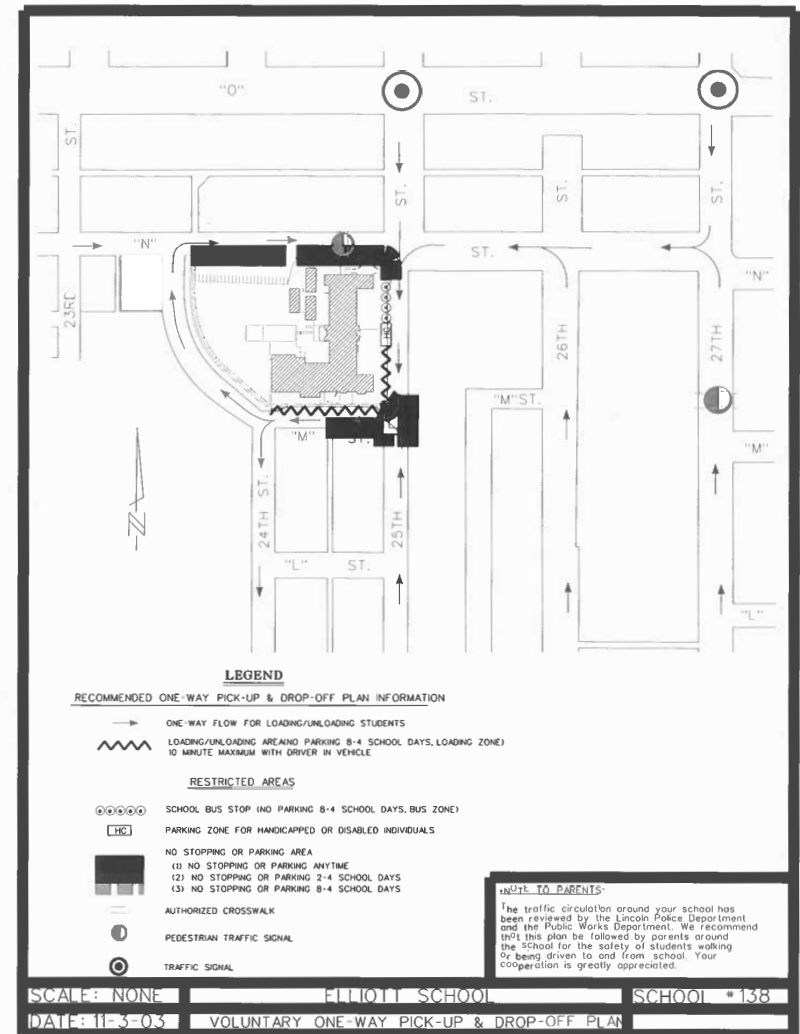 "O"
ST.
ST.
ST.
ST.
ST.
"N"
ST.
"N"
23RD
HC
26TH
27TH
"M" ST.
"M"
ST.
"M"
N
24TH ST.
25TH
"L"
ST.
"L"
LEGEND
RECOMMENDED ONE-WAY PICK-UP & DROP-OFF PLAN INFORMATION
ONE-WAY FLOW FOR LOADING/UNLOADING STUDENTS
LOADING/UNLOADING AREA(NO PARKING 8-4 SCHOOL DAYS, LOADING ZONE)
10 MINUTE MAXIMUM WITH DRIVER IN VEHICLE
RESTRICTED AREAS
SCHOOL BUS STOP (NO PARKING 8-4 SCHOOL DAYS, BUS ZONE)
HC
PARKING ZONE FOR HANDICAPPED OR DISABLED INDIVIDUALS
NO STOPPING OR PARKING AREA
(1) NO STOPPING OR PARKING ANYTIME
(2) NO STOPPING OR PARKING 2-4 SCHOOL DAYS
(3) NO STOPPING OR PARKING 8-4 SCHOOL DAYS
AUTHORIZED CROSSWALK
PEDESTRIAN TRAFFIC SIGNAL
TRAFFIC SIGNAL
NOTE TO PARENTS:
The traffic circulation around your school has
been reviewed by the Lincoln Police Department
and the Public Works Department. We recommend
that this plan be followed by parents around
the school for the safety of students walking
or being driven to and from school. Your
cooperation is greatly appreciated.
SCALE: NONE
ELLIOTT SCHOOL
SCHOOL #138
DATE: 11-3-03
VOLUNTARY ONE-WAY PICK-UP & DROP-OFF PLAN